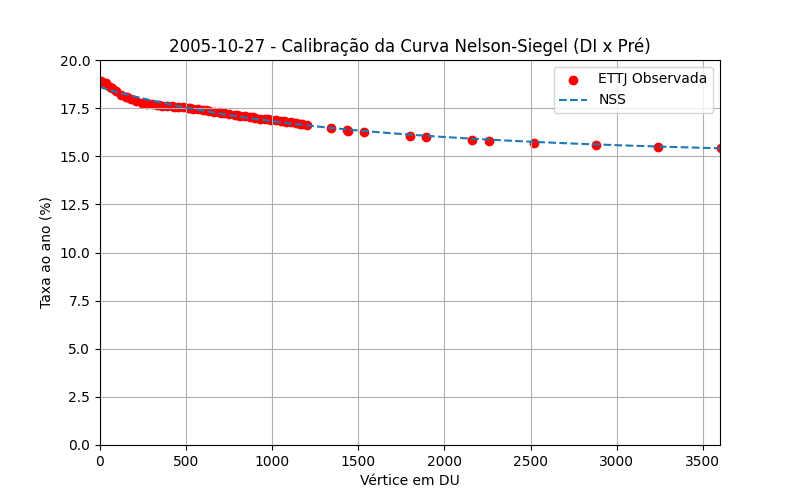 2005-10-27 - Calibração da Curva Nelson-Siegel (DI x Pré)
ETTJ Observada
NSS
Taxa ao ano (%)
20.0
17.5
15.0
12.5
10.0
7.5
5.0
2.5
0.0
0 500 1000 1500 2000 2500 3000 3500
Vértice em DU